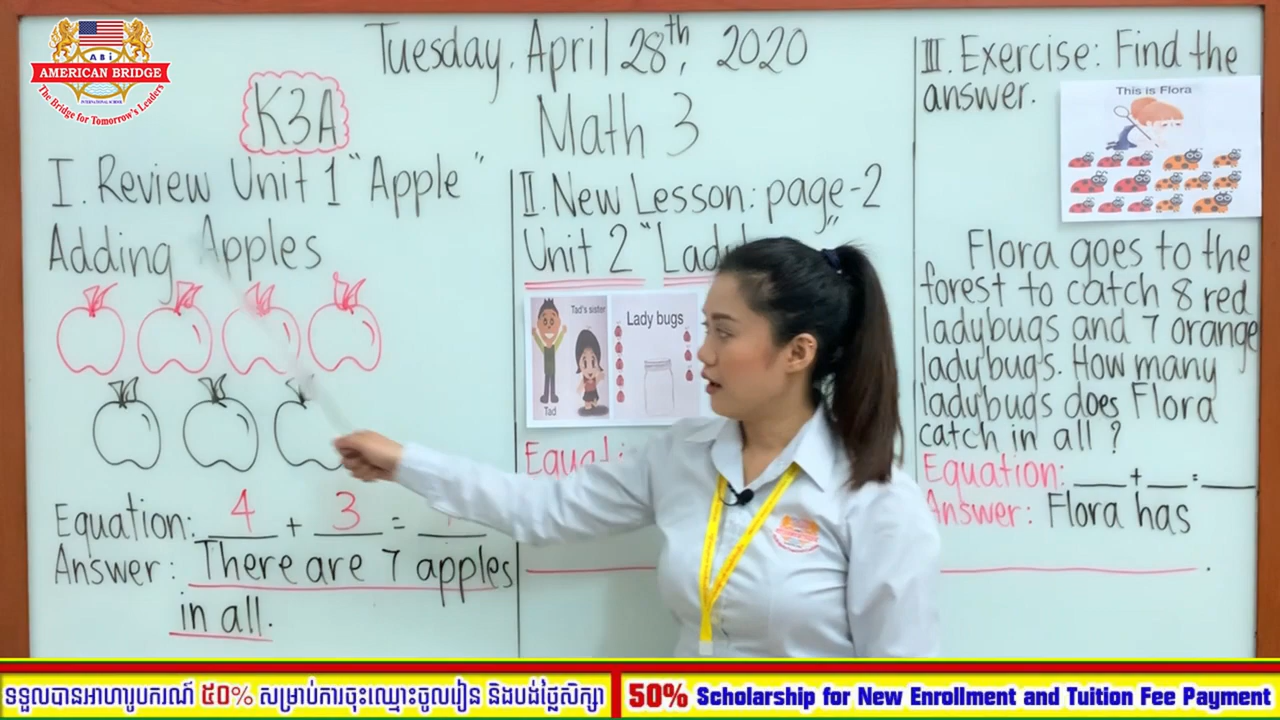 ABi
AMERICAN BRIDGE
INTERNATIONAL SCHOOL
The Bridge for Tomorrow's Leaders
Tuesday, April 28th, 2020
K3A
Math 3
I. Review Unit 1 "Apple"
Adding Apples
Equation: 4 + 3 =
Answer: There are 7 apples
in all.
II. New Lesson: page-2
Unit 2 "Lady
Tad's sister
Tad
Lady bugs
III. Exercise: Find the
answer.
This is Flora
Flora goes to the
forest to catch 8 red
ladybugs and 7 orange
ladybugs. How many
ladybugs does Flora
catch in all?
Equation: ___ + ___ = ___
Answer: Flora has
.
ទទួលបានអាហារូបករណ៍ ៥០% សម្រាប់ការចុះឈ្មោះចូលរៀន និងបង់ថ្លៃសិក្សា
50% Scholarship for New Enrollment and Tuition Fee Payment